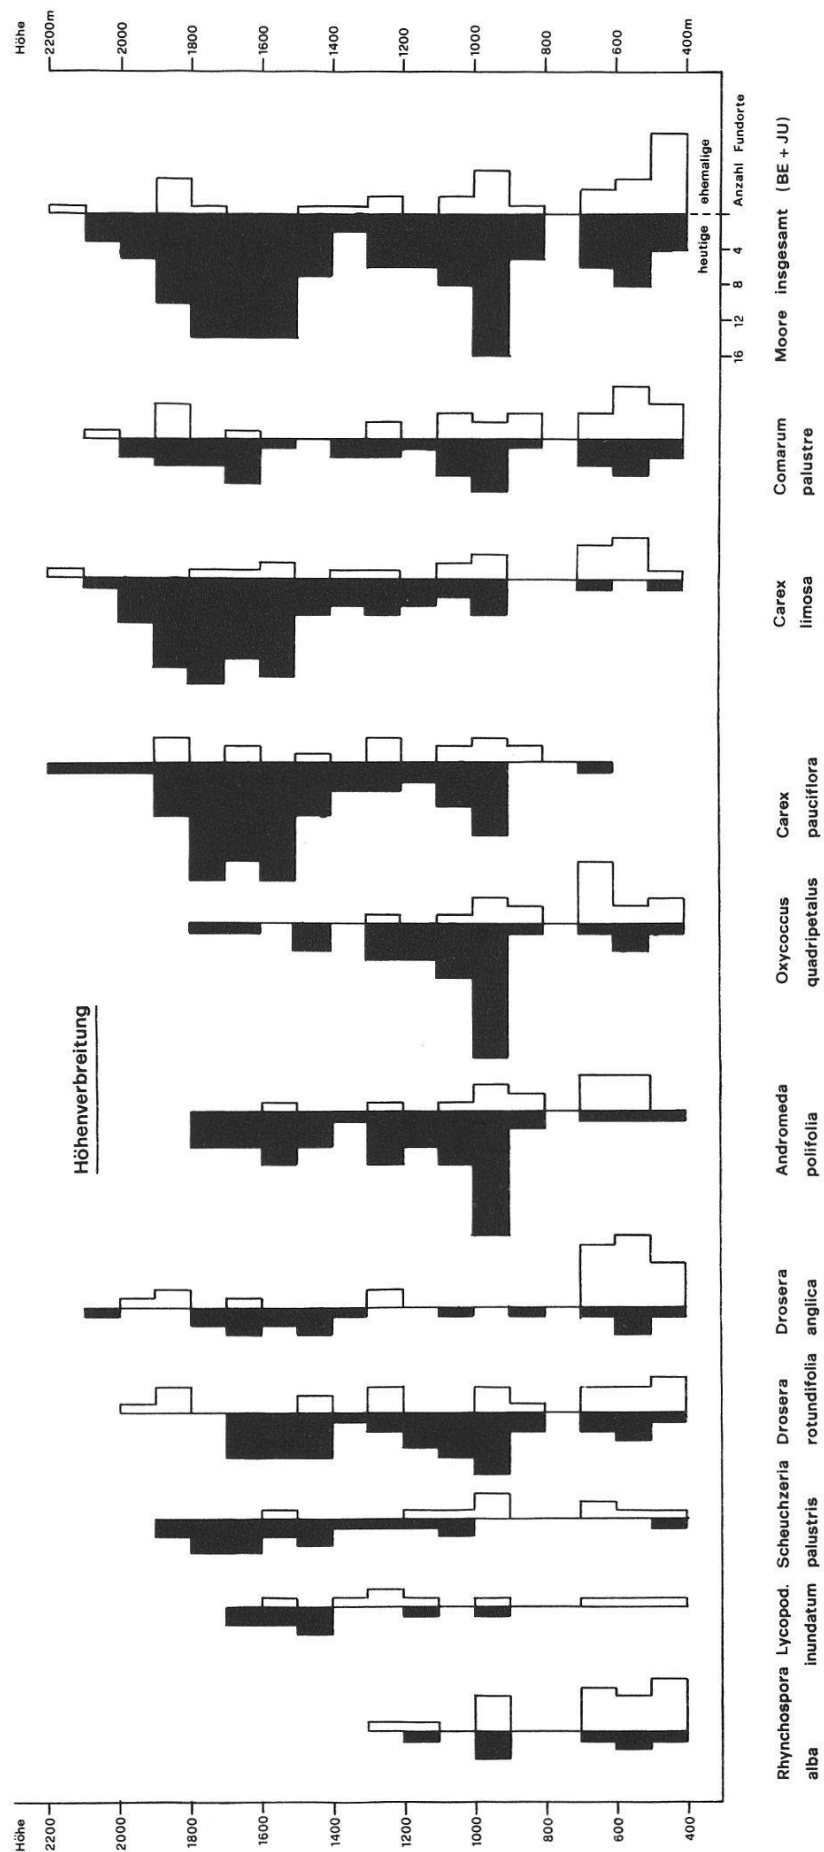 Höhe
2200m
2000
1800
1600
1400
1200
1000
800
600
400m
heutige ehemalige
Anzahl Fundorte
4
8
12
16
Moore insgesamt (BE + JU)
Comarum
palustre
Carex
limosa
Carex
pauciflora
Oxycoccus
quadripetalus
Höhenverbreitung
Andromeda
polifolia
Drosera
anglica
Drosera
rotundifolia
Scheuchzeria
palustris
Lycopod.
inundatum
Rhynchospora
alba
Höhe
2200
2000
1800
1600
1400
1200
1000
800
600
400